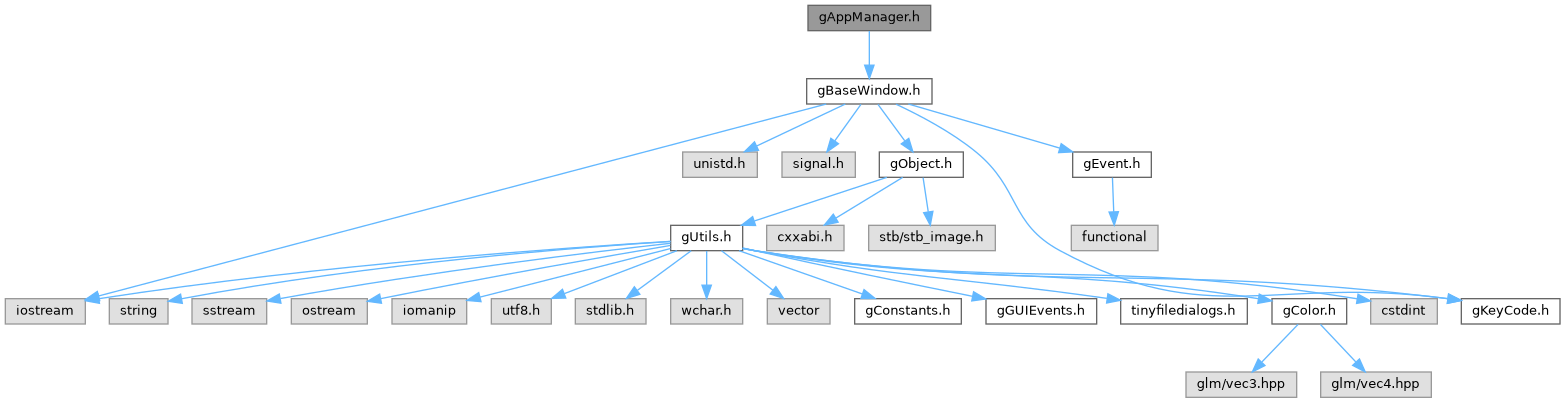 gAppManager.h
gBaseWindow.h
unistd.h
signal.h
gObject.h
gEvent.h
gUtils.h
cxxabi.h
stb/stb_image.h
functional
iostream
string
sstream
ostream
iomanip
utf8.h
stdlib.h
wchar.h
vector
gConstants.h
gGUIEvents.h
tinyfiledialogs.h
gColor.h
cstdint
gKeyCode.h
glm/vec3.hpp
glm/vec4.hpp